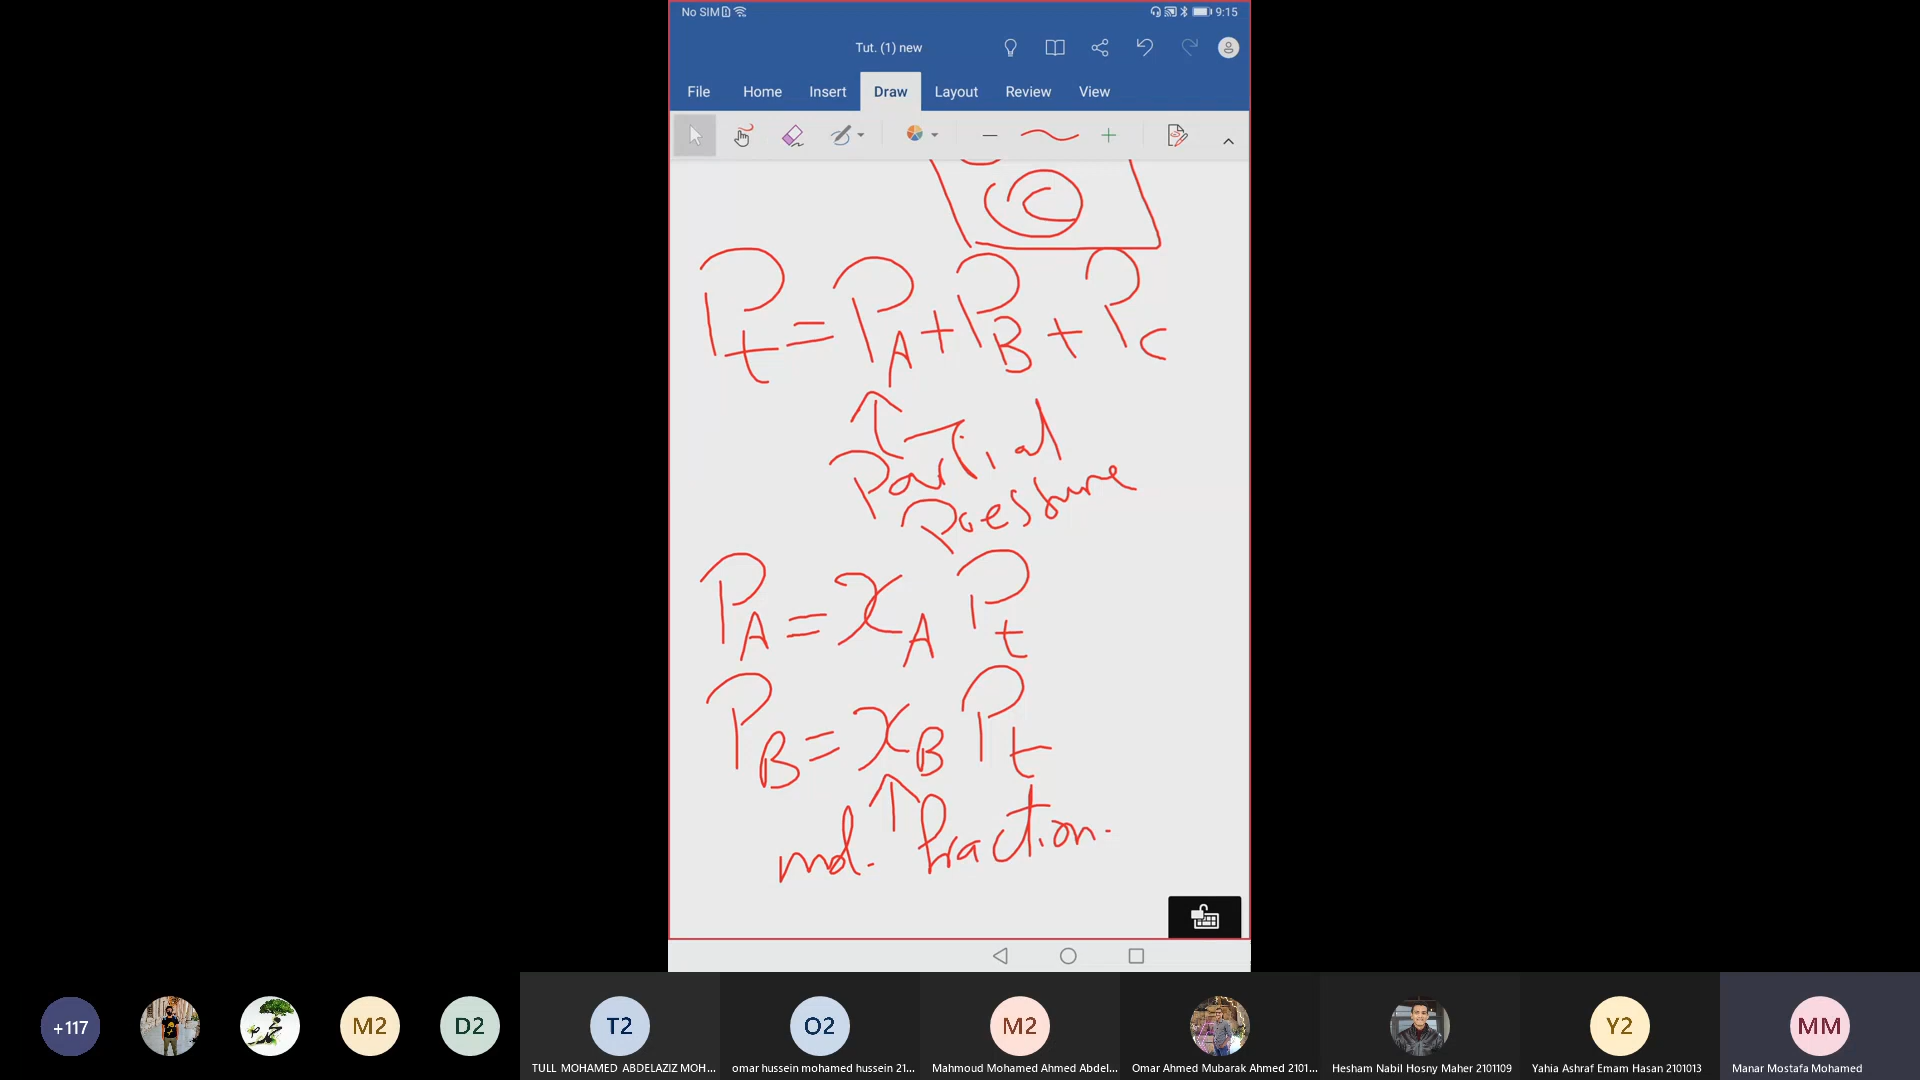 No SIM 9:15
Tut. (1) new
File Home Insert Draw Layout Review View
C
Pt = PA + PB + Pc
Partial
Pressure
PA = xA Pt
PB = xB Pt
mol. fraction.
+117 M2 D2 T2 O2 M2 Y2 MM
TULL MOHAMED ABDELAZIZ MOH... omar hussein mohamed hussein 21... Mahmoud Mohamed Ahmed Abdel... Omar Ahmed Mubarak Ahmed 2101... Hesham Nabil Hosny Maher 2101109 Yahia Ashraf Emam Hasan 2101013 Manar Mostafa Mohamed